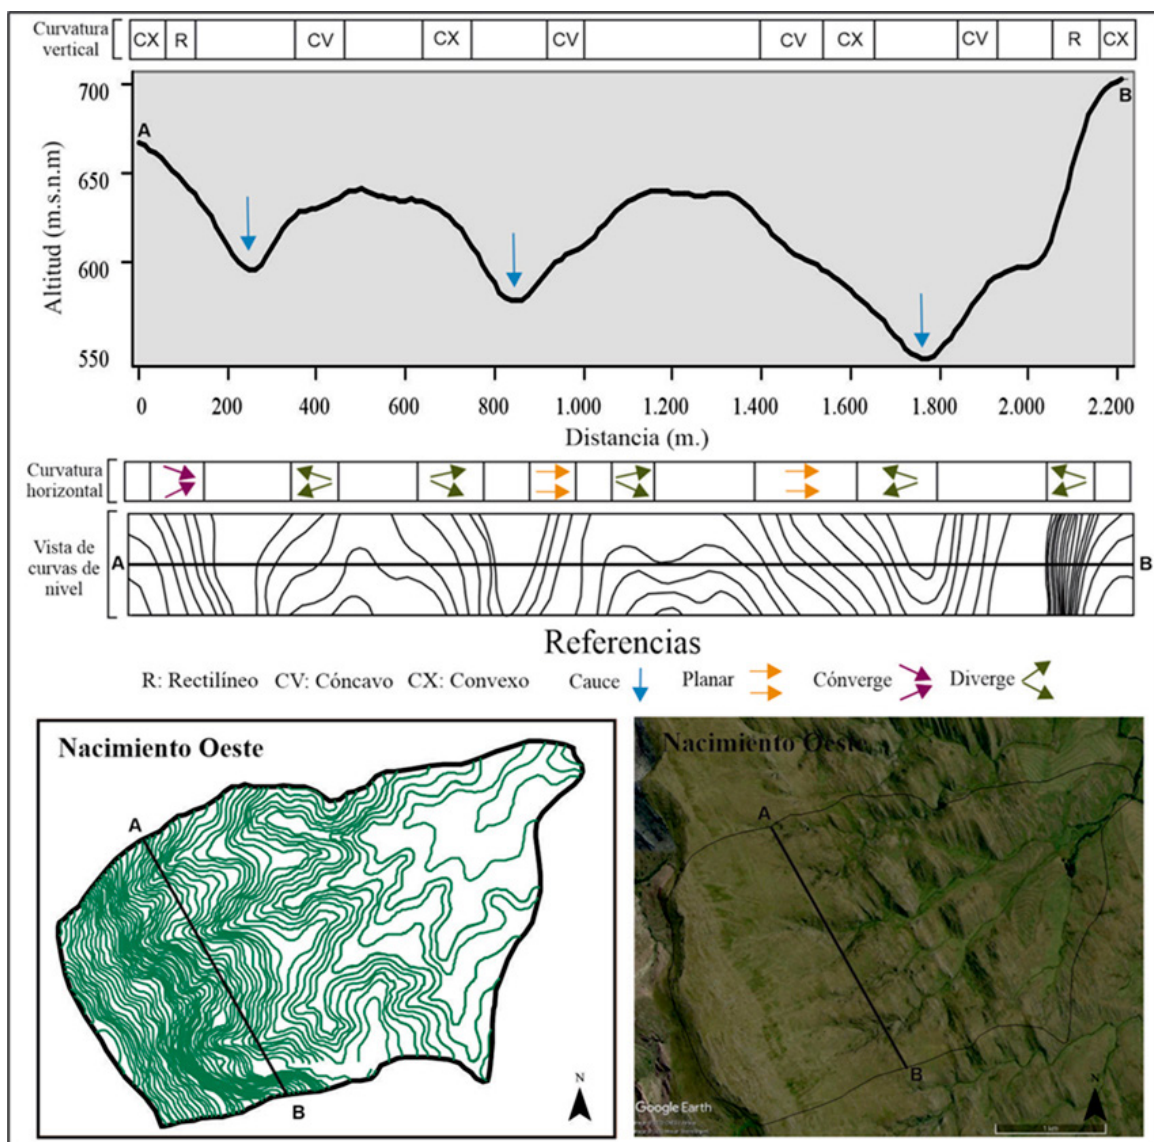 Curvatura
vertical
CX R CV CX CV CV CX CV R CX
Altitud (m.s.n.m)
700
650
600
550
A
B
0 200 400 600 800 1.000 1.200 1.400 1.600 1.800 2.000 2.200
Distancia (m.)
Curvatura
horizontal
Vista de
curvas de
nivel
A
B
Referencias
R: Rectilíneo CV: Cóncavo CX: Convexo Cauce Planar Cónverge Diverge
Nacimiento Oeste
A
B
N
Nacimiento Oeste
A
B
Google Earth
N
1 km